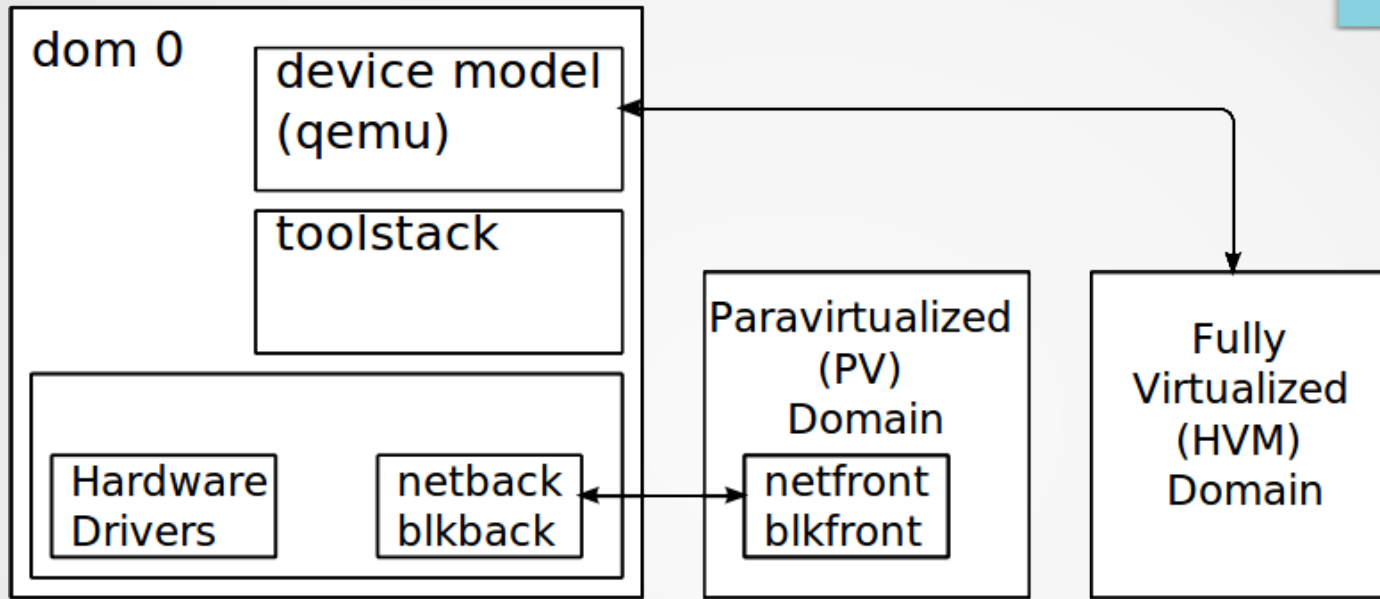 dom 0
device model
(qemu)
toolstack
Hardware
Drivers
netback
blkback
Paravirtualized
(PV)
Domain
netfront
blkfront
Fully
Virtualized
(HVM)
Domain